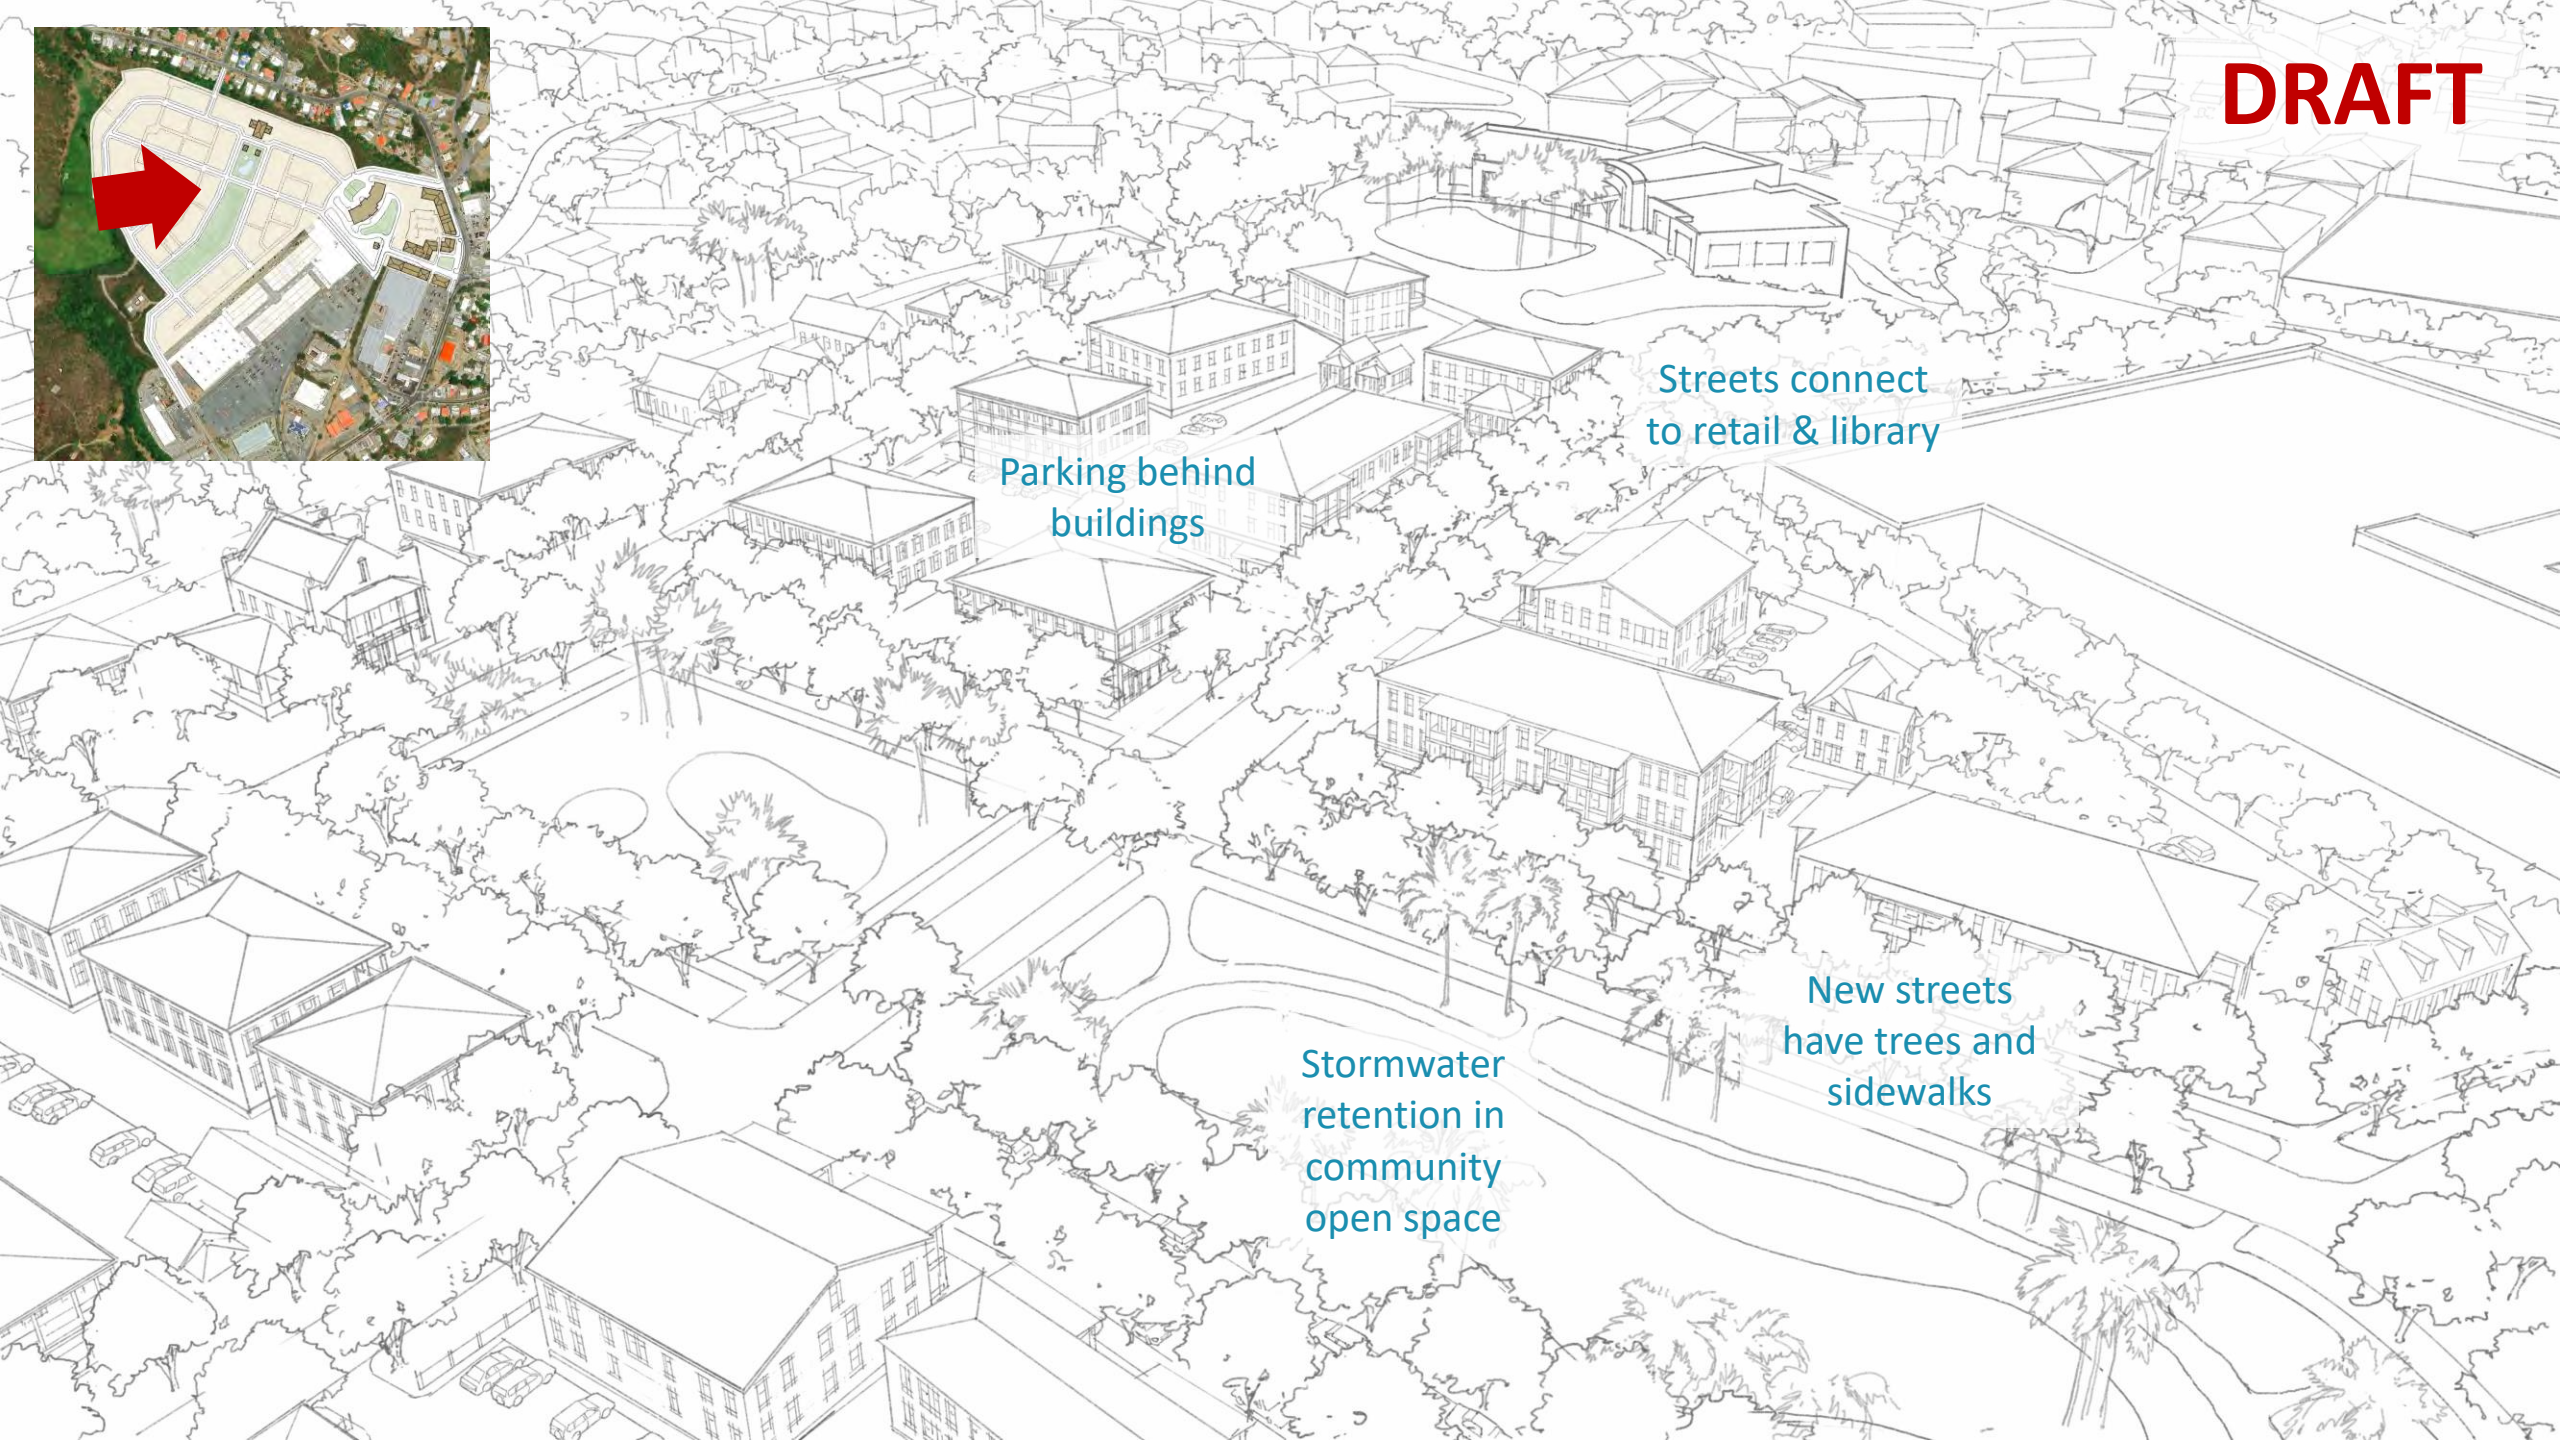 DRAFT
Streets connect
to retail & library
Parking behind
buildings
New streets
have trees and
sidewalks
Stormwater
retention in
community
open space